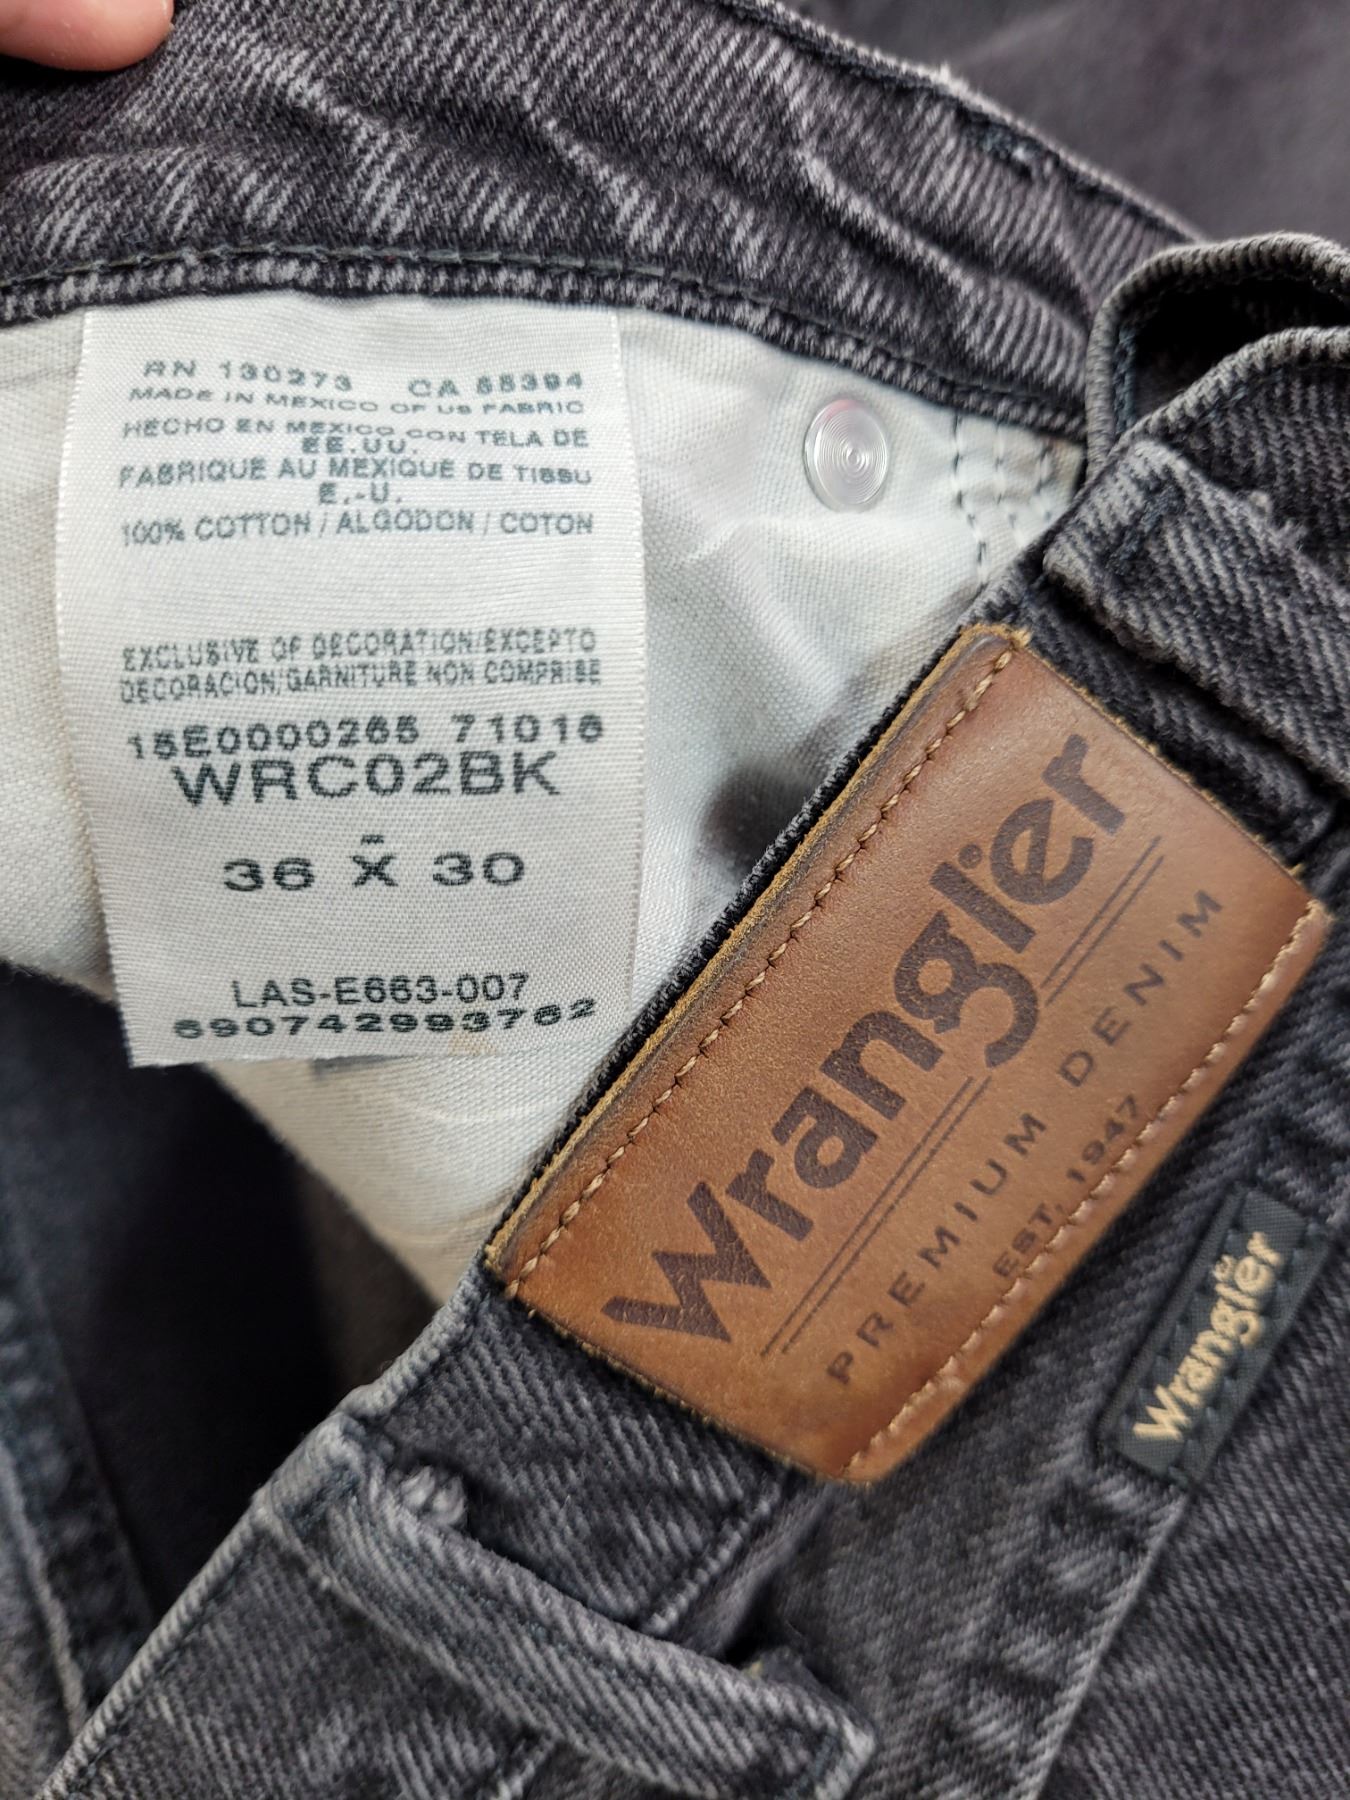 RN 130273 CA 55394
MADE IN MEXICO OF US FABRIC
HECHO EN MEXICO CON TELA DE
EE.UU.
FABRIQUE AU MEXIQUE DE TISSU
E.-U.
100% COTTON / ALGODON / COTON
EXCLUSIVE OF DECORATION/EXCEPTO
DECORACION/GARNITURE NON COMPRISE
15E0000265 71016
WRC02BK
36 X 30
LAS-E663-007
690742993762
Wrangler
PREMIUM DENIM
EST. 1947
Wrangler